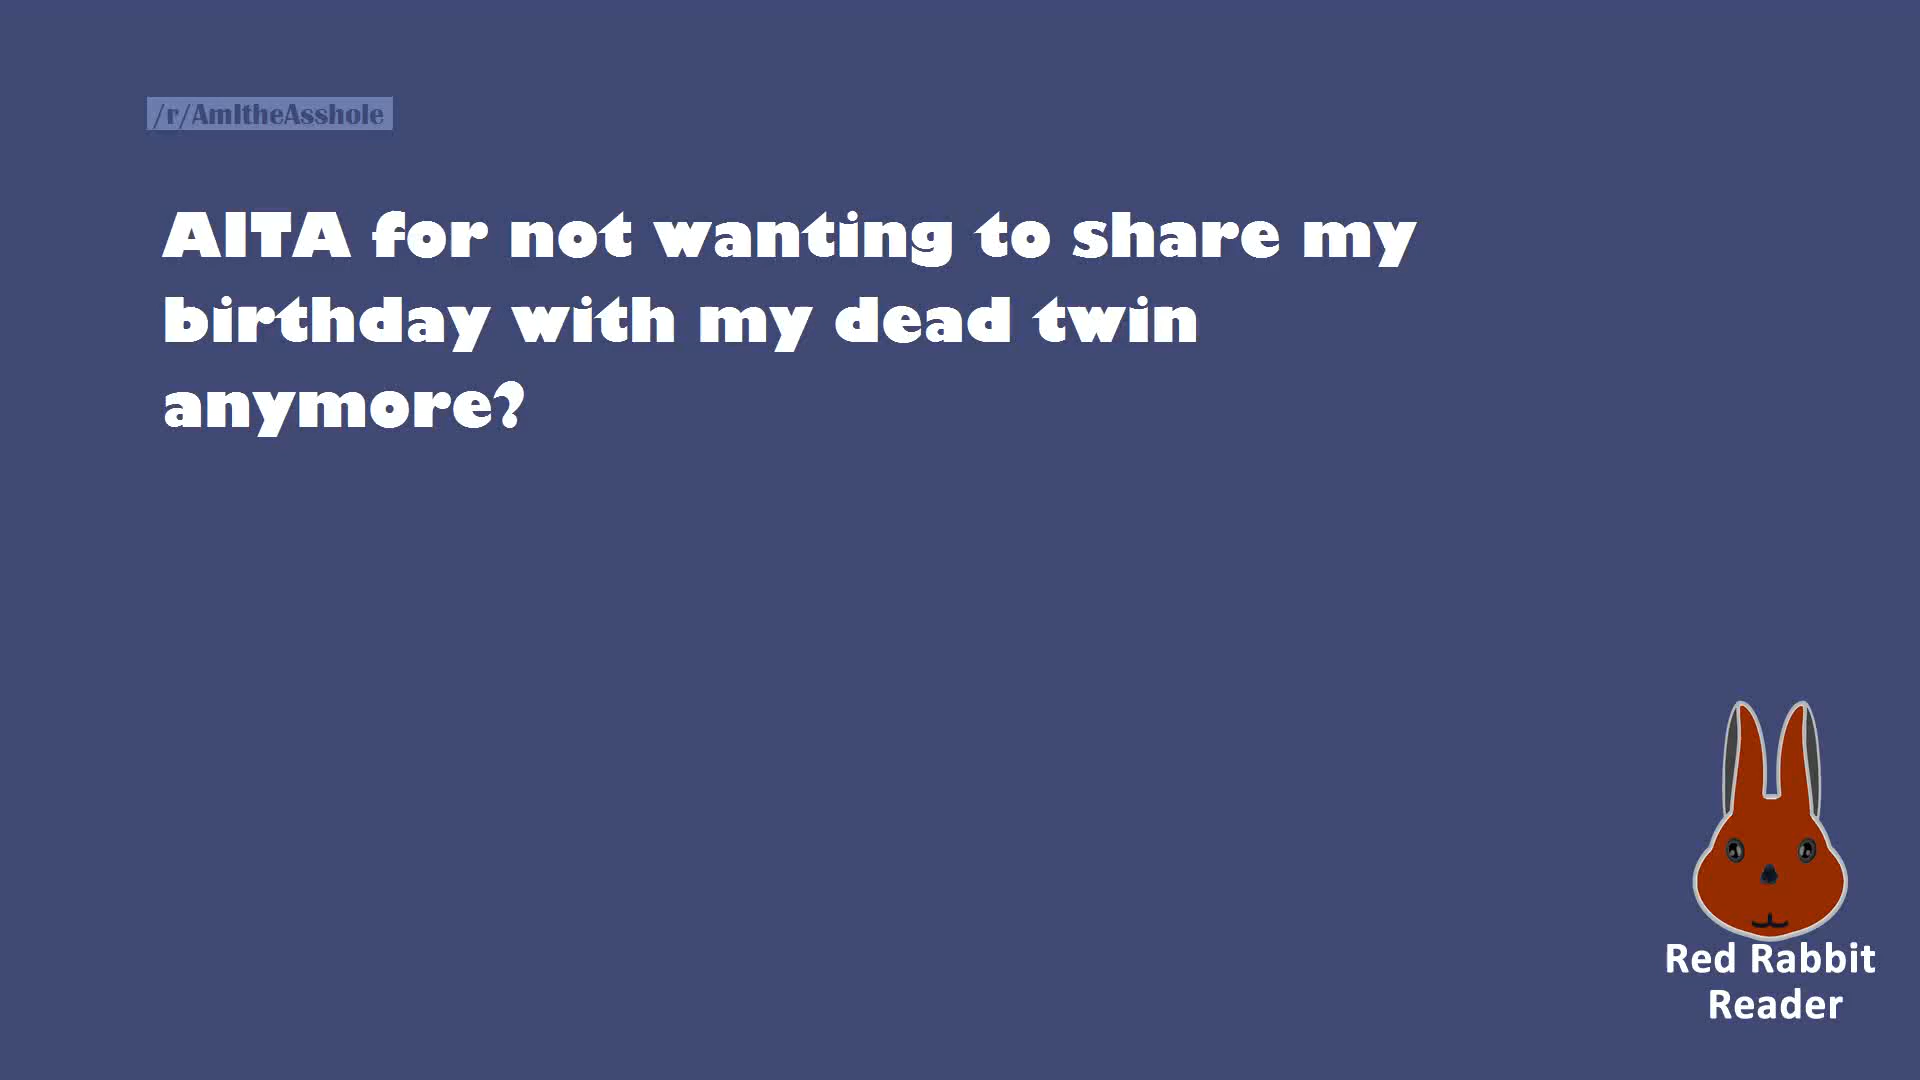 /r/AmItheAsshole
AITA for not wanting to share my
birthday with my dead twin
anymore?
Red Rabbit
Reader